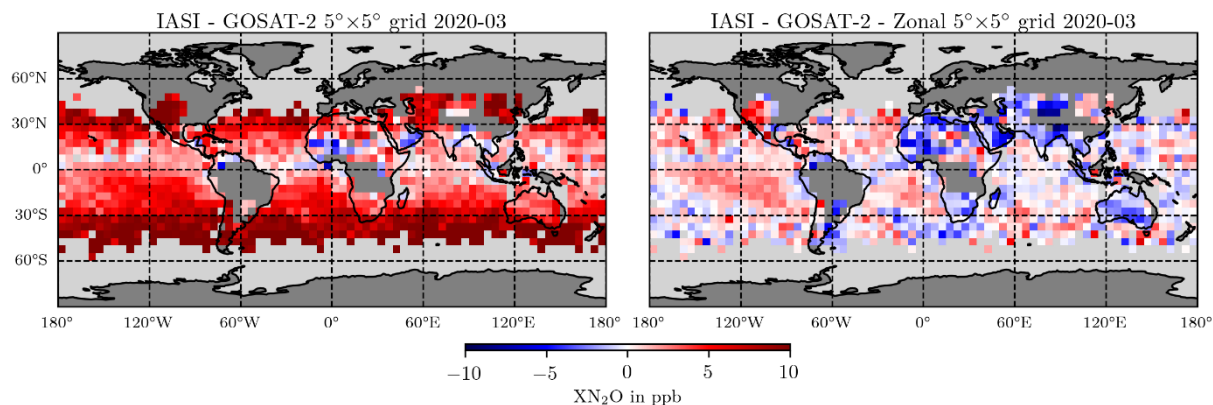 IASI - GOSAT-2 5°×5° grid 2020-03
IASI - GOSAT-2 - Zonal 5°×5° grid 2020-03
60°N
30°N
0°
30°S
60°S
180° 120°W 60°W 0° 60°E 120°E 180°
180° 120°W 60°W 0° 60°E 120°E 180°
−10 −5 0 5 10
XN₂O in ppb